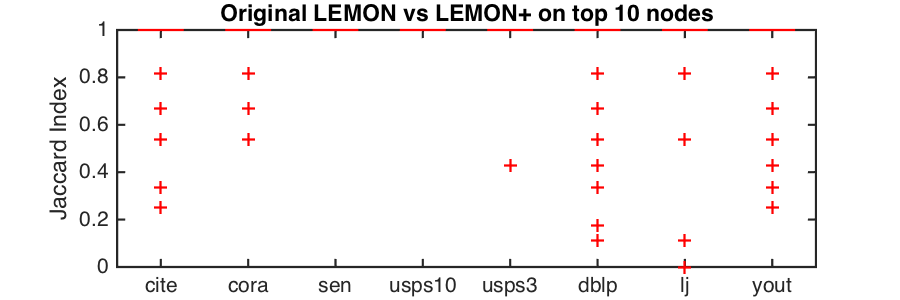 Original LEMON vs LEMON+ on top 10 nodes
Jaccard Index
1
0.8
0.6
0.4
0.2
0
cite cora sen usps10 usps3 dblp lj yout